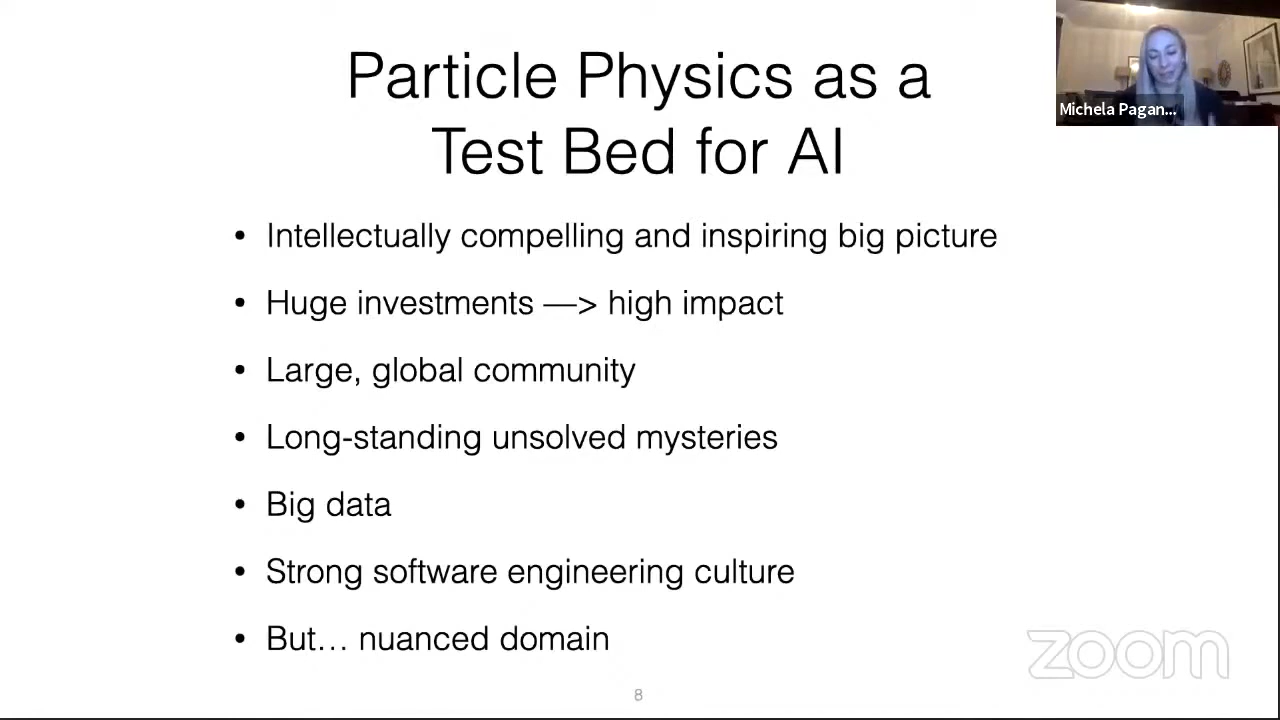 Particle Physics as a
Test Bed for AI
Michela Pagan...
• Intellectually compelling and inspiring big picture
• Huge investments —> high impact
• Large, global community
• Long-standing unsolved mysteries
• Big data
• Strong software engineering culture
• But… nuanced domain
zoom
8